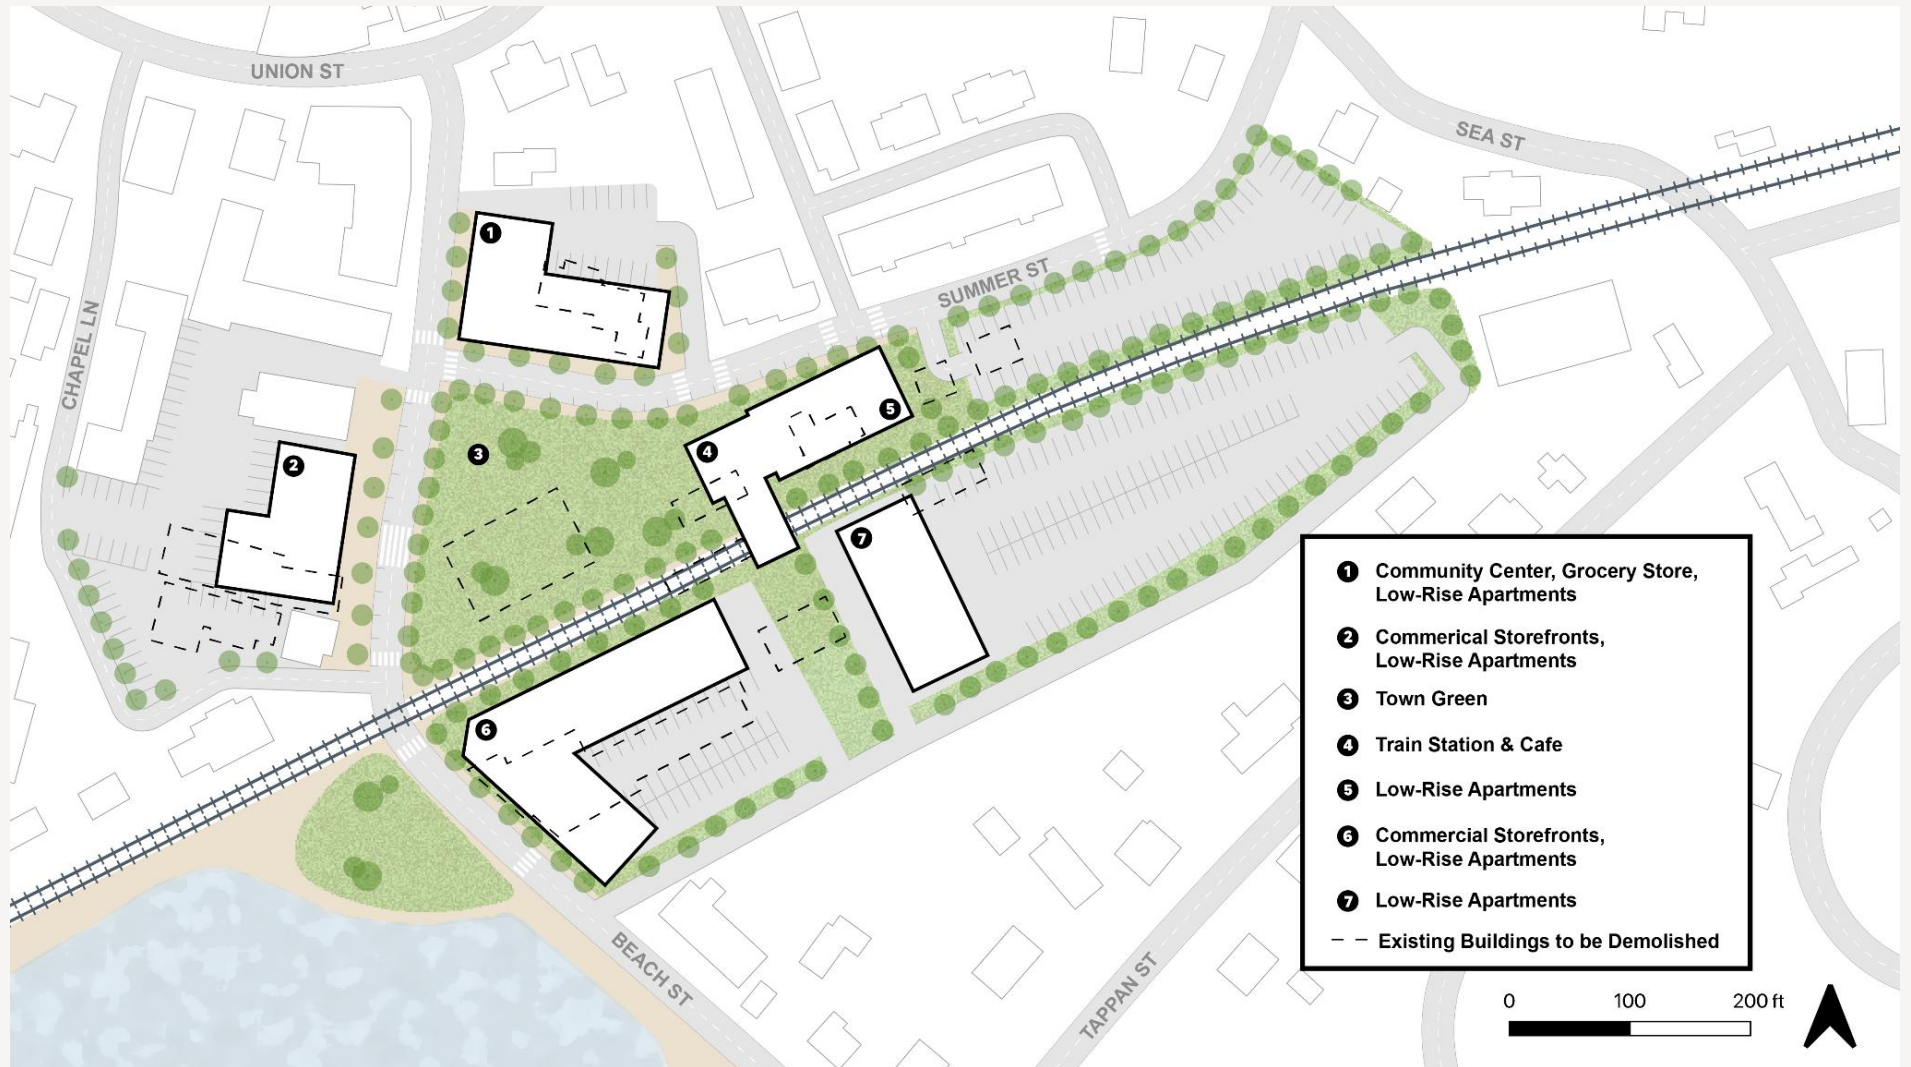 UNION ST
SEA ST
CHAPEL LN
SUMMER ST
BEACH ST
TAPPAN ST
1
2
3
4
5
6
7
1 Community Center, Grocery Store,
Low-Rise Apartments
2 Commerical Storefronts,
Low-Rise Apartments
3 Town Green
4 Train Station & Cafe
5 Low-Rise Apartments
6 Commercial Storefronts,
Low-Rise Apartments
7 Low-Rise Apartments
Existing Buildings to be Demolished
0 100 200 ft